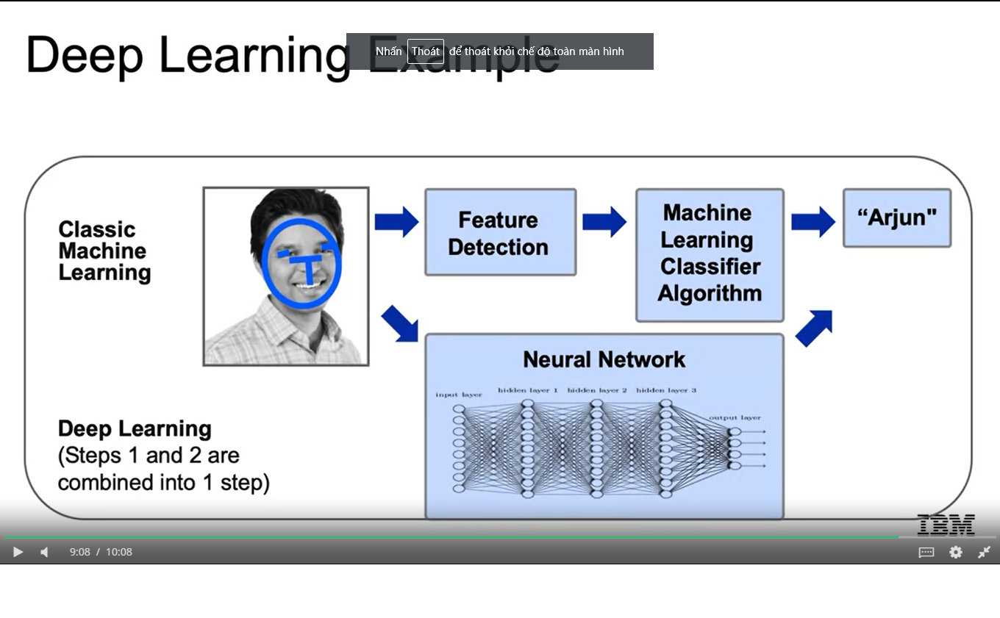 Deep Learning Example
Nhấn Thoát để thoát khỏi chế độ toàn màn hình
Classic
Machine
Learning
Feature
Detection
Machine
Learning
Classifier
Algorithm
“Arjun"
Neural Network
input layer
hidden layer 1
hidden layer 2
hidden layer 3
output layer
Deep Learning
(Steps 1 and 2 are
combined into 1 step)
IBM
9:08 / 10:08